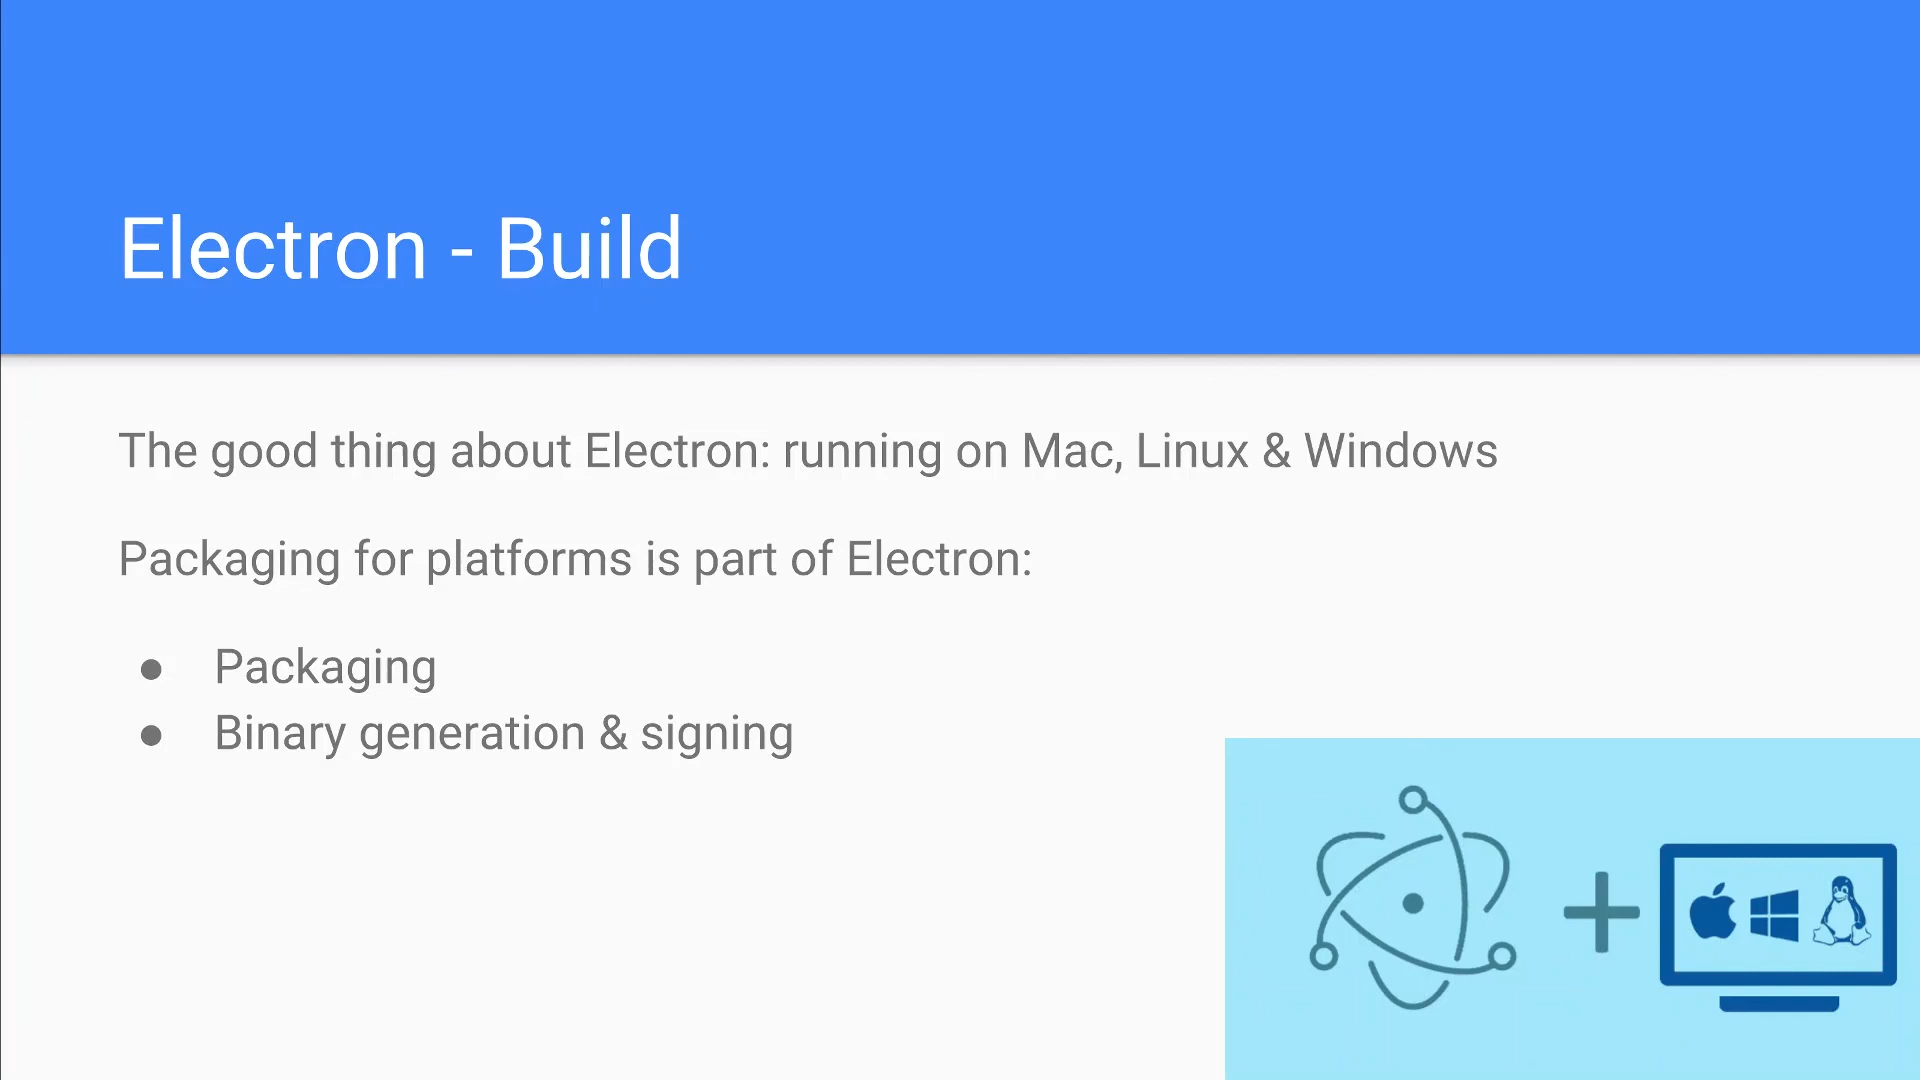 Electron - Build
The good thing about Electron: running on Mac, Linux & Windows
Packaging for platforms is part of Electron:
● Packaging
● Binary generation & signing